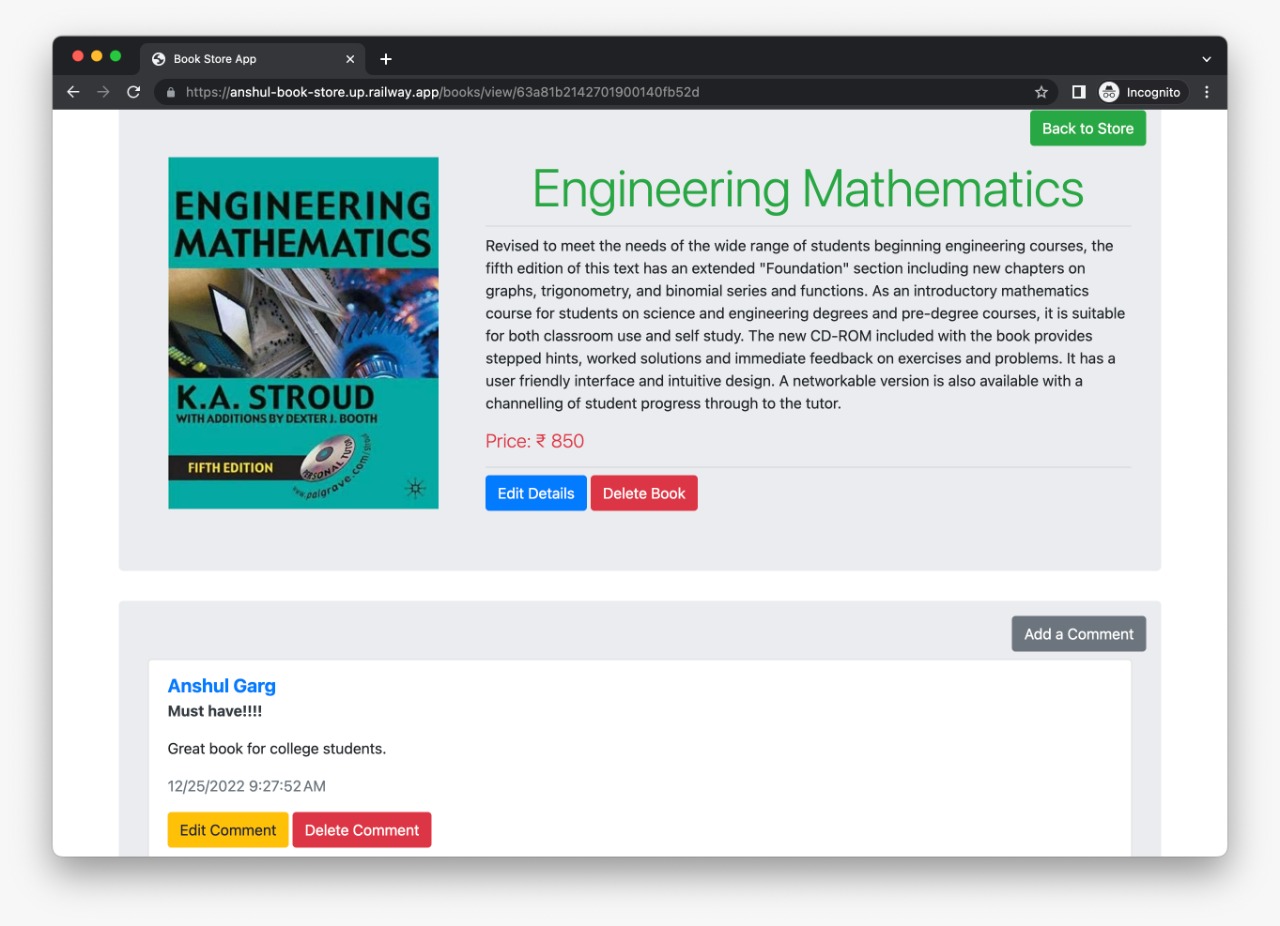 Book Store App
https://anshul-book-store.up.railway.app/books/view/63a81b2142701900140fb52d
Incognito
Back to Store
ENGINEERING
MATHEMATICS
K.A. STROUD
WITH ADDITIONS BY DEXTER J. BOOTH
FIFTH EDITION
PERSONAL TUTOR
www.palgrave.com/stroud
Engineering Mathematics
Revised to meet the needs of the wide range of students beginning engineering courses, the
fifth edition of this text has an extended "Foundation" section including new chapters on
graphs, trigonometry, and binomial series and functions. As an introductory mathematics
course for students on science and engineering degrees and pre-degree courses, it is suitable
for both classroom use and self study. The new CD-ROM included with the book provides
stepped hints, worked solutions and immediate feedback on exercises and problems. It has a
user friendly interface and intuitive design. A networkable version is also available with a
channelling of student progress through to the tutor.
Price: ₹ 850
Edit Details
Delete Book
Add a Comment
Anshul Garg
Must have!!!!
Great book for college students.
12/25/2022 9:27:52 AM
Edit Comment
Delete Comment